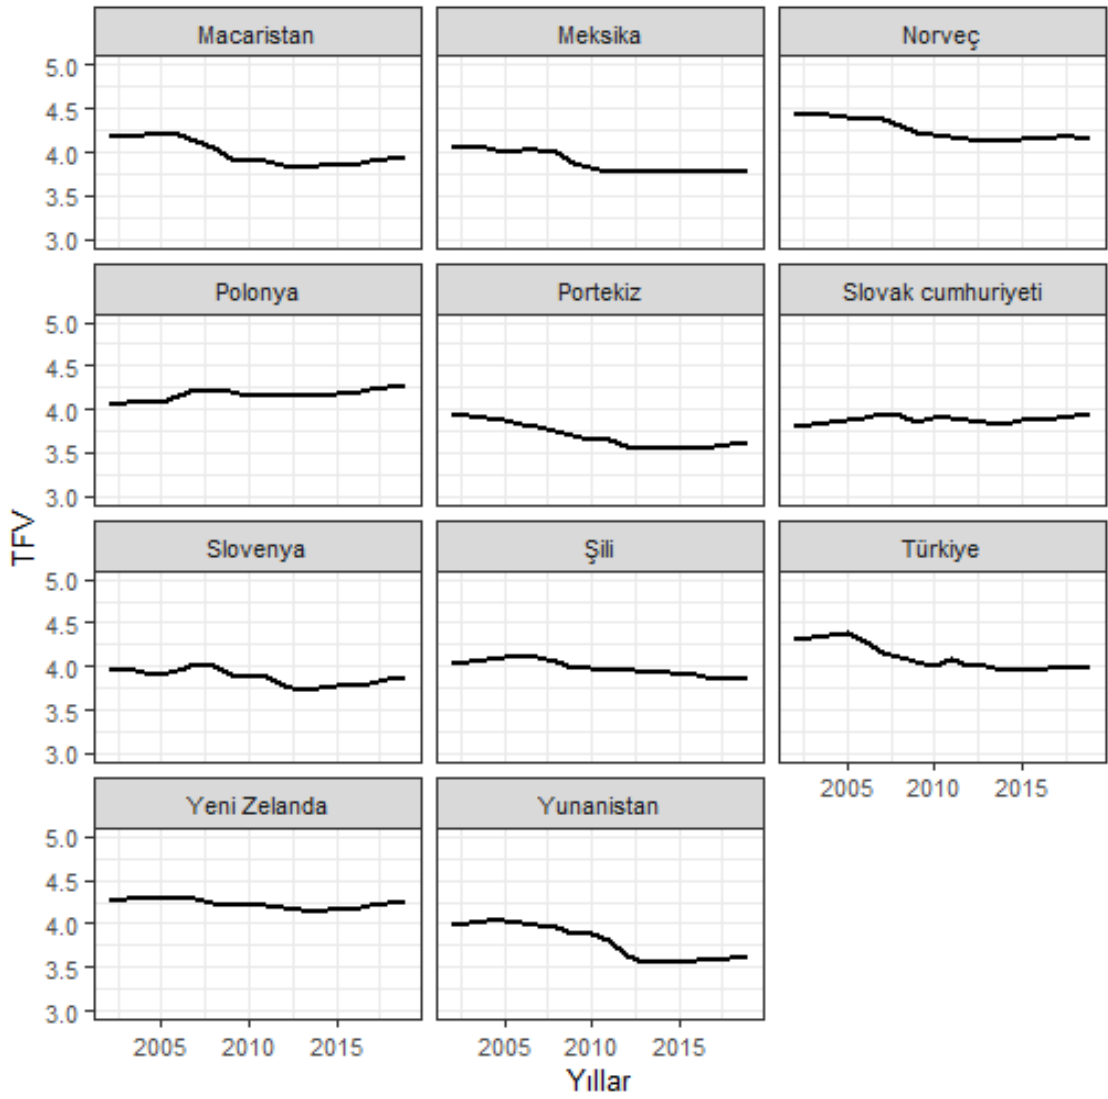 Macaristan Meksika Norveç
5.0
4.5
4.0
3.5
3.0
Polonya Portekiz Slovak cumhuriyeti
5.0
4.5
4.0
3.5
3.0
TFV
Slovenya Şili Türkiye
5.0
4.5
4.0
3.5
3.0
2005 2010 2015
Yeni Zelanda Yunanistan
5.0
4.5
4.0
3.5
3.0
2005 2010 2015 2005 2010 2015
Yıllar